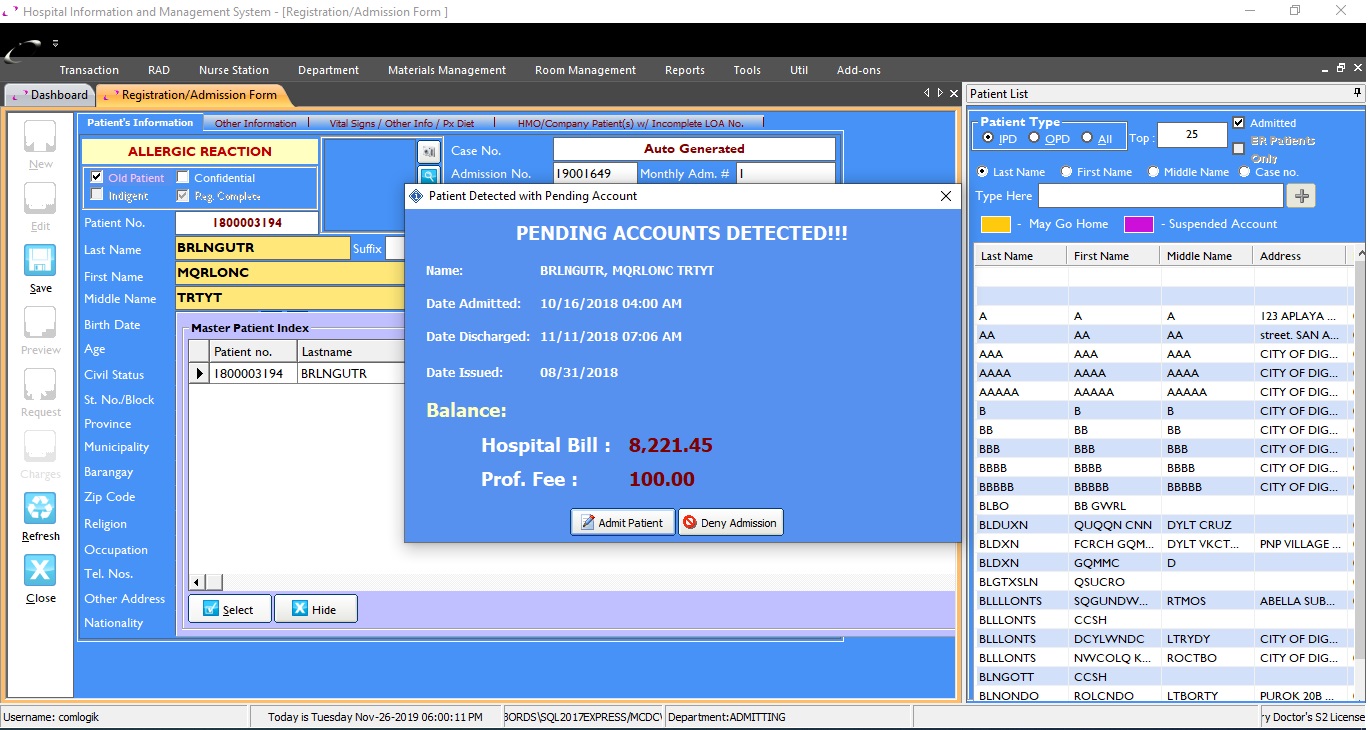 Hospital Information and Management System - [Registration/Admission Form ]
Transaction RAD Nurse Station Department Materials Management Room Management Reports Tools Util Add-ons
Dashboard Registration/Admission Form
Patient's Information Other Information Vital Signs / Other Info / Px Diet HMO/Company Patient(s) w/ Incomplete LOA No.
New
Edit
Save
Preview
Request
Charges
Refresh
Close
ALLERGIC REACTION
Old Patient Confidential
Indigent Reg. Complete
Case No. Auto Generated
Admission No. 19001649 Monthly Adm. # 1
Patient No. 1800003194
Last Name BRLNGUTR Suffix
First Name MQRLONC
Middle Name TRTYT
Birth Date
Age
Civil Status
St. No./Block
Province
Municipality
Barangay
Zip Code
Religion
Occupation
Tel. Nos.
Other Address
Nationality
Master Patient Index
Patient no. Lastname
1800003194 BRLNGUTR
Select Hide
Patient Detected with Pending Account
PENDING ACCOUNTS DETECTED!!!
Name: BRLNGUTR, MQRLONC TRTYT
Date Admitted: 10/16/2018 04:00 AM
Date Discharged: 11/11/2018 07:06 AM
Date Issued: 08/31/2018
Balance:
Hospital Bill : 8,221.45
Prof. Fee : 100.00
Admit Patient Deny Admission
Patient List
Patient Type
IPD OPD All Top : 25
Admitted
ER Patients
Only
Last Name First Name Middle Name Case no.
Type Here
- May Go Home - Suspended Account
Last Name First Name Middle Name Address
A A A 123 APLAYA ...
AA AA AA street. SAN A...
AAA AAA AAA CITY OF DIG...
AAAA AAAA AAAA CITY OF DIG...
AAAAA AAAAA AAAAA CITY OF DIG...
B B B CITY OF DIG...
BB BB BB CITY OF DIG...
BBB BBB BBB CITY OF DIG...
BBBB BBBB BBBB CITY OF DIG...
BBBBB BBBBB BBBBB CITY OF DIG...
BLBO BB GWRL
BLDUXN QUQQN CNN DYLT CRUZ
BLDXN FCRCH GQM... DYLT VKCT... PNP VILLAGE ...
BLDXN GQMMC D
BLGTXSLN QSUCRO
BLLLLONTS SQGUNDW... RTMOS ABELLA SUB...
BLLLONTS CCSH
BLLLONTS DCYLWNDC LTRYDY CITY OF DIG...
BLLLONTS NWCOLQ K... ROCTBO CITY OF DIG...
BLNGOTT CCSH
BLNONDO ROLCNDO LTBORTY PUROK 20B
Username: comlogik Today is Tuesday Nov-26-2019 06:00:11 PM BORDS\SQL2017EXPRESS/MCDC\ Department:ADMITTING ry Doctor's S2 License